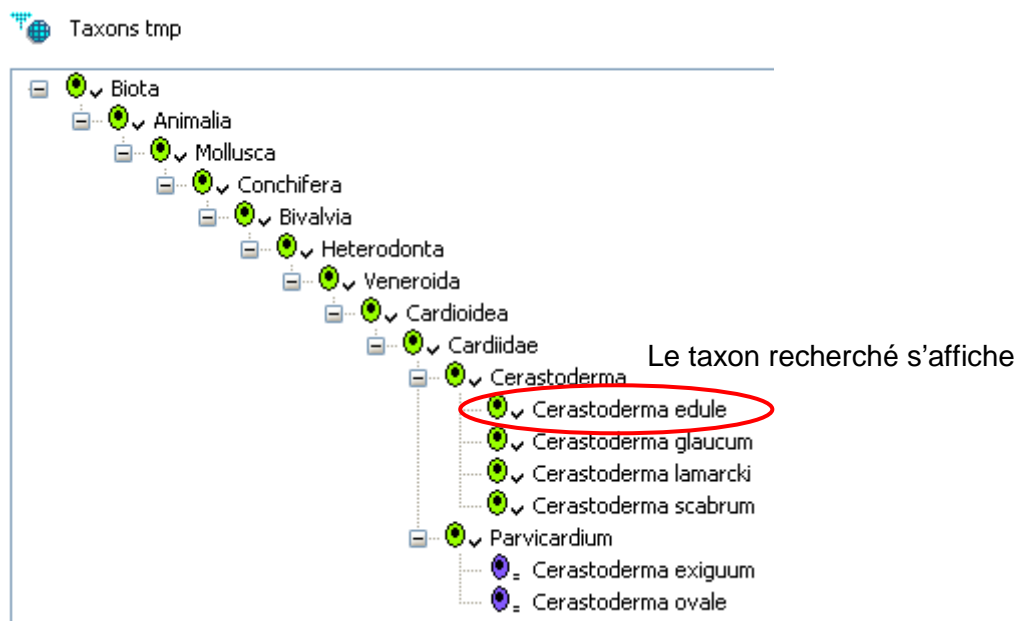 Taxons tmp
Biota
Animalia
Mollusca
Conchifera
Bivalvia
Heterodonta
Veneroida
Cardioidea
Cardiidae
Le taxon recherché s’affiche
Cerastoderma
Cerastoderma edule
Cerastoderma glaucum
Cerastoderma lamarcki
Cerastoderma scabrum
Parvicardium
Cerastoderma exiguum
Cerastoderma ovale